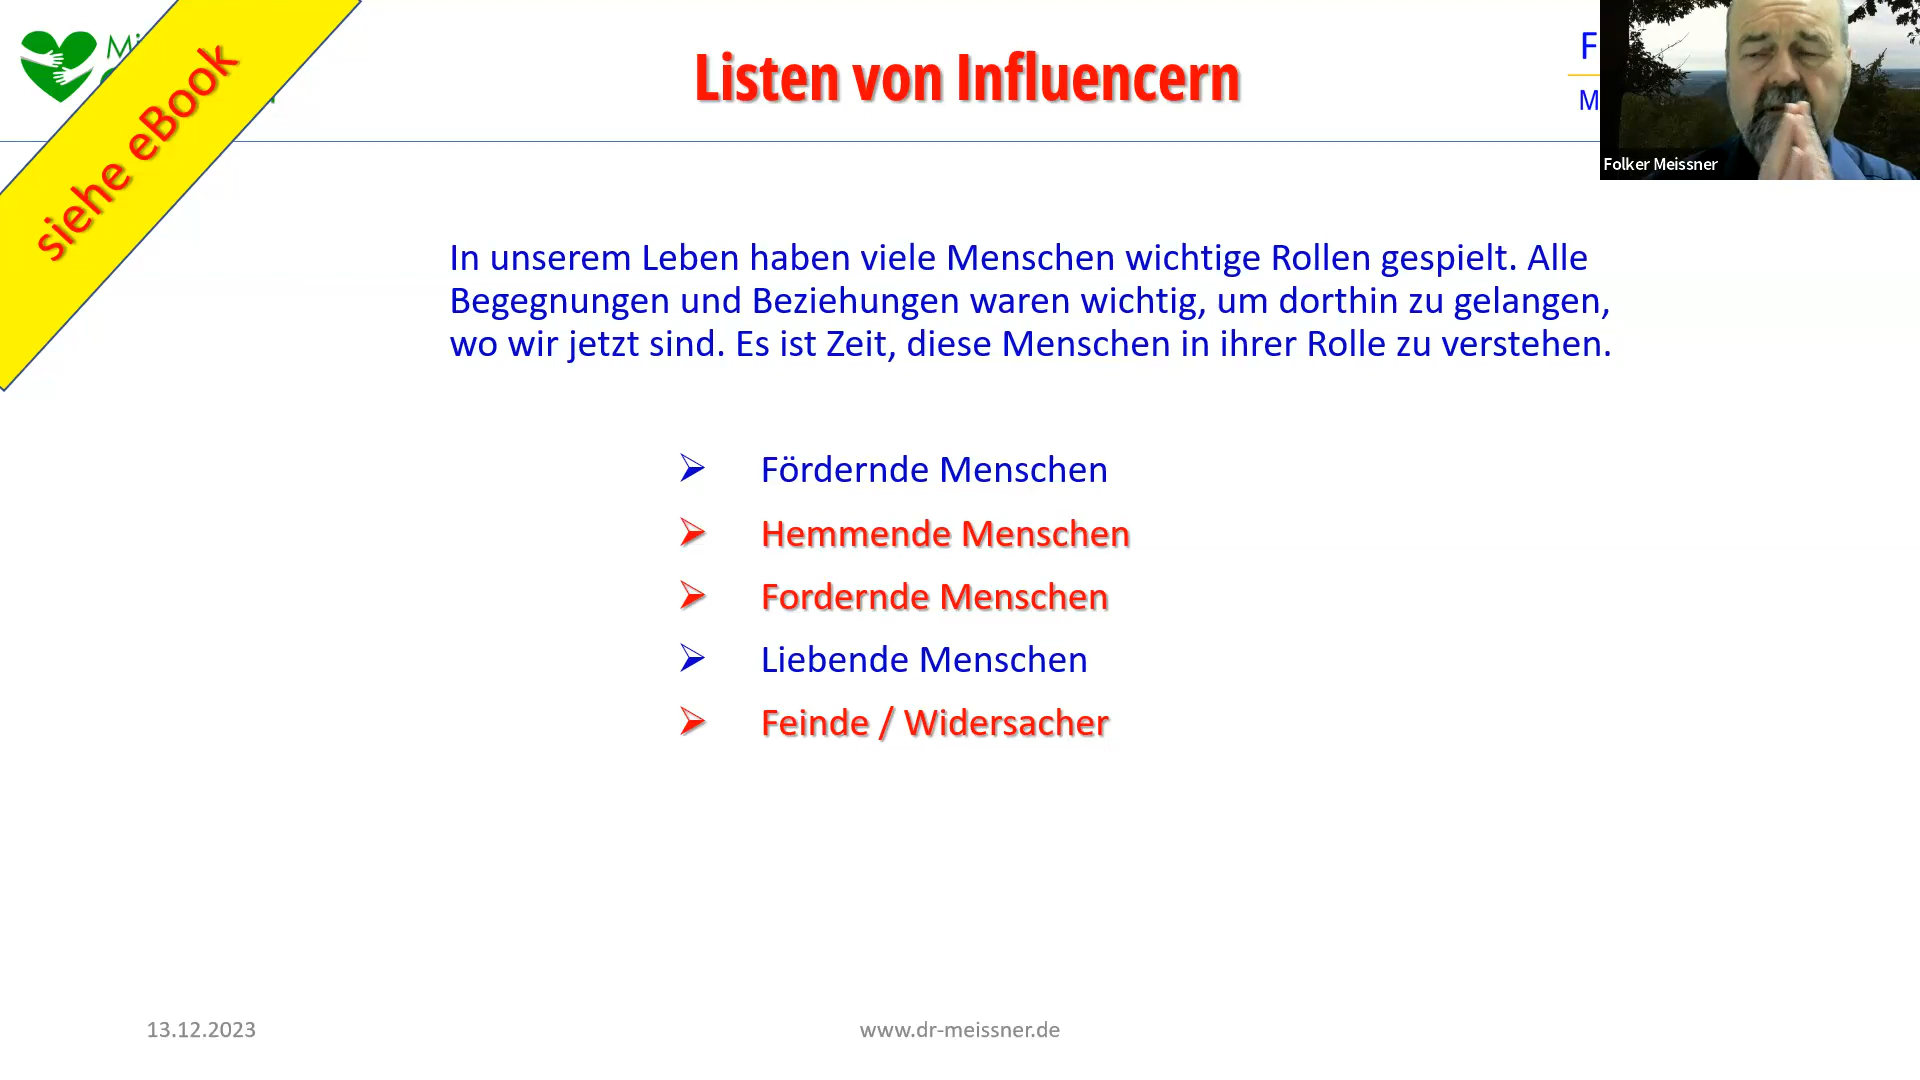 siehe eBook
Listen von Influencern
Folker Meissner
In unserem Leben haben viele Menschen wichtige Rollen gespielt. Alle
Begegnungen und Beziehungen waren wichtig, um dorthin zu gelangen,
wo wir jetzt sind. Es ist Zeit, diese Menschen in ihrer Rolle zu verstehen.
Fördernde Menschen
Hemmende Menschen
Fordernde Menschen
Liebende Menschen
Feinde / Widersacher
13.12.2023
www.dr-meissner.de